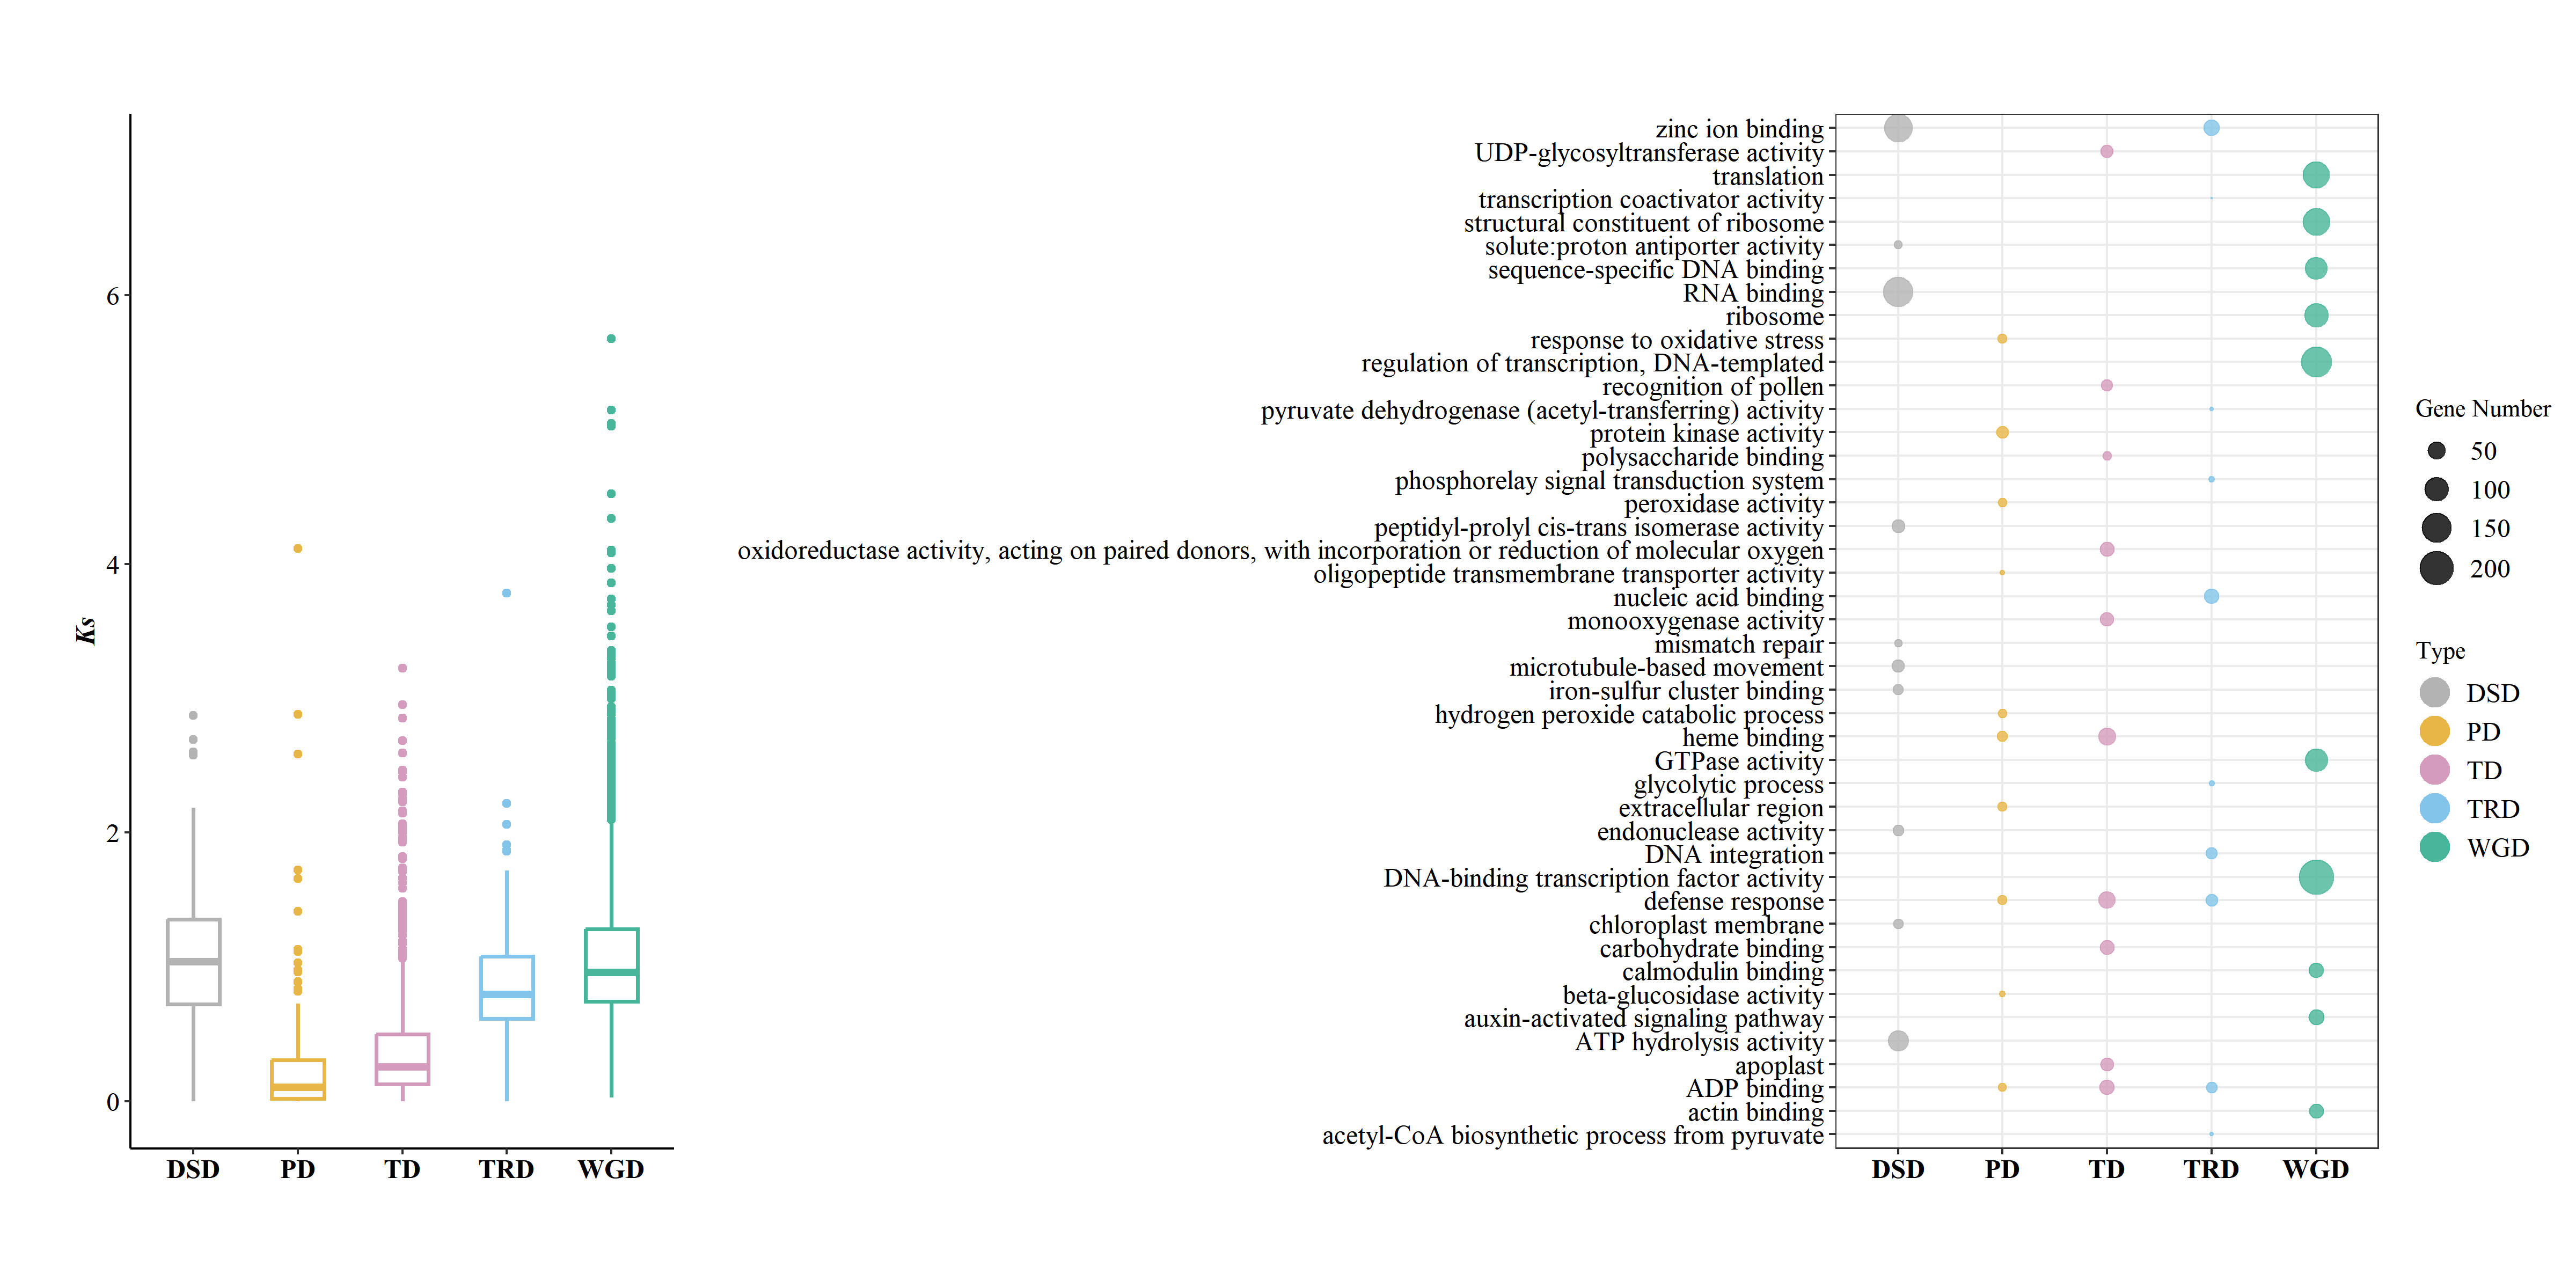 Ks
6
4
2
0
DSD PD TD TRD WGD
zinc ion binding
UDP-glycosyltransferase activity
translation
transcription coactivator activity
structural constituent of ribosome
solute:proton antiporter activity
sequence-specific DNA binding
RNA binding
ribosome
response to oxidative stress
regulation of transcription, DNA-templated
recognition of pollen
pyruvate dehydrogenase (acetyl-transferring) activity
protein kinase activity
polysaccharide binding
phosphorelay signal transduction system
peroxidase activity
peptidyl-prolyl cis-trans isomerase activity
oxidoreductase activity, acting on paired donors, with incorporation or reduction of molecular oxygen
oligopeptide transmembrane transporter activity
nucleic acid binding
monooxygenase activity
mismatch repair
microtubule-based movement
iron-sulfur cluster binding
hydrogen peroxide catabolic process
heme binding
GTPase activity
glycolytic process
extracellular region
endonuclease activity
DNA integration
DNA-binding transcription factor activity
defense response
chloroplast membrane
carbohydrate binding
calmodulin binding
beta-glucosidase activity
auxin-activated signaling pathway
ATP hydrolysis activity
apoplast
ADP binding
actin binding
acetyl-CoA biosynthetic process from pyruvate
DSD PD TD TRD WGD
Gene Number
50
100
150
200
Type
DSD
PD
TD
TRD
WGD